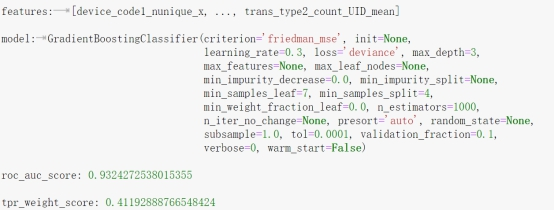 features:→[device_code1_nunique_x, ..., trans_type2_count_UID_mean]
model:→GradientBoostingClassifier(criterion='friedman_mse', init=None,
learning_rate=0.3, loss='deviance', max_depth=3,
max_features=None, max_leaf_nodes=None,
min_impurity_decrease=0.0, min_impurity_split=None,
min_samples_leaf=7, min_samples_split=4,
min_weight_fraction_leaf=0.0, n_estimators=1000,
n_iter_no_change=None, presort='auto', random_state=None,
subsample=1.0, tol=0.0001, validation_fraction=0.1,
verbose=0, warm_start=False)
roc_auc_score: 0.9324272538015355
tpr_weight_score: 0.41192888766548424